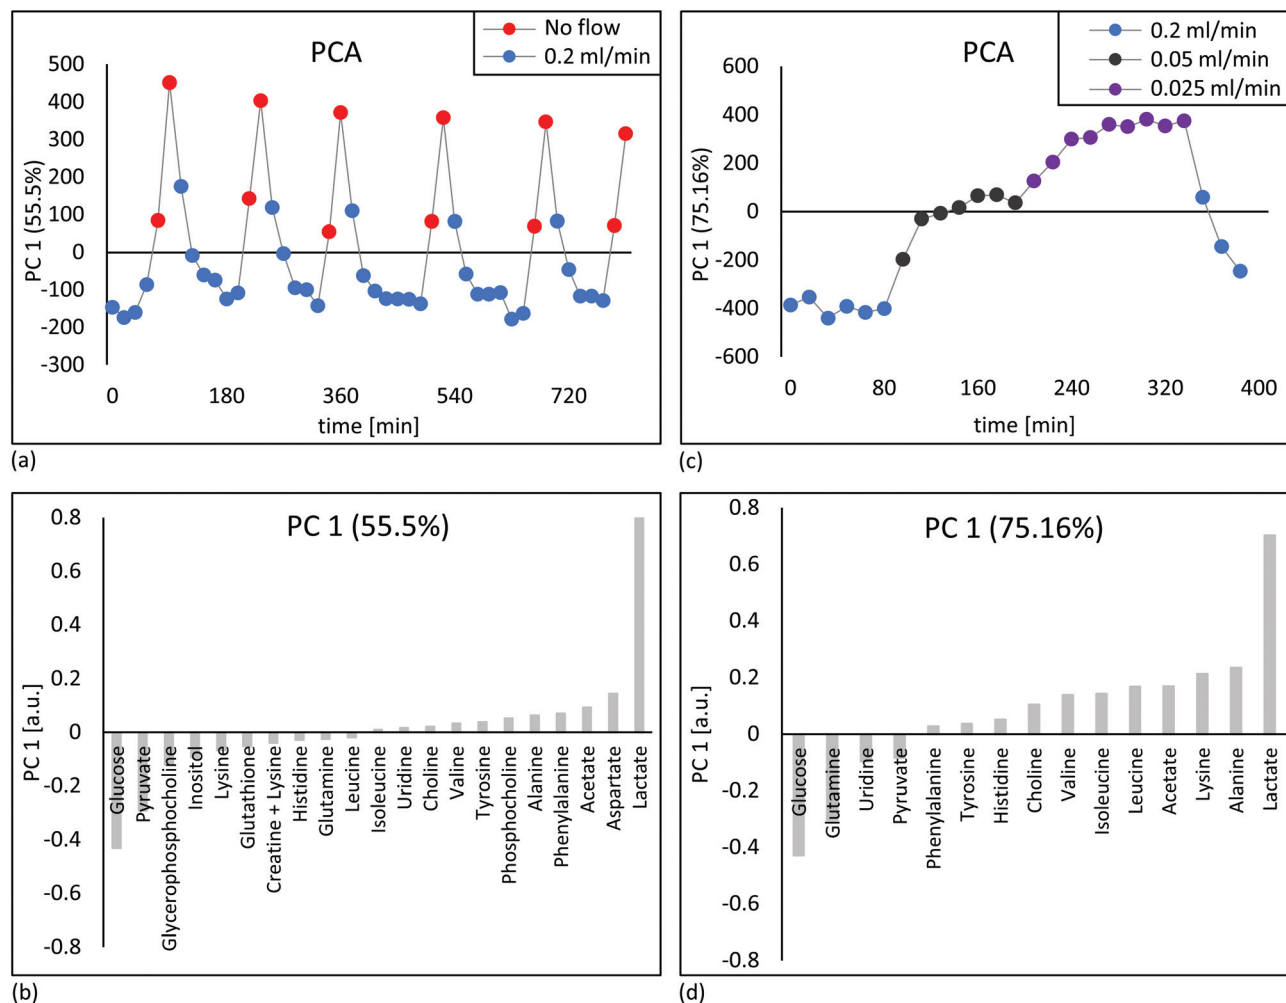 No flow
0.2 ml/min
PCA
500
400
300
200
100
0
-100
-200
-300
PC 1 (55.5%)
0 180 360 540 720
time [min]
(a)
0.2 ml/min
0.05 ml/min
0.025 ml/min
PCA
600
400
200
0
-200
-400
-600
PC 1 (75.16%)
0 80 160 240 320 400
time [min]
(c)
PC 1 (55.5%)
0.8
0.6
0.4
0.2
0
-0.2
-0.4
-0.6
-0.8
PC 1 [a.u.]
Glucose
Pyruvate
Glycerophosphocholine
Inositol
Lysine
Glutathione
Creatine + Lysine
Histidine
Glutamine
Leucine
Isoleucine
Uridine
Choline
Valine
Tyrosine
Phosphocholine
Alanine
Phenylalanine
Acetate
Aspartate
Lactate
(b)
PC 1 (75.16%)
0.8
0.6
0.4
0.2
0
-0.2
-0.4
-0.6
-0.8
PC 1 [a.u.]
Glucose
Glutamine
Uridine
Pyruvate
Phenylalanine
Tyrosine
Histidine
Choline
Valine
Isoleucine
Leucine
Acetate
Lysine
Alanine
Lactate
(d)